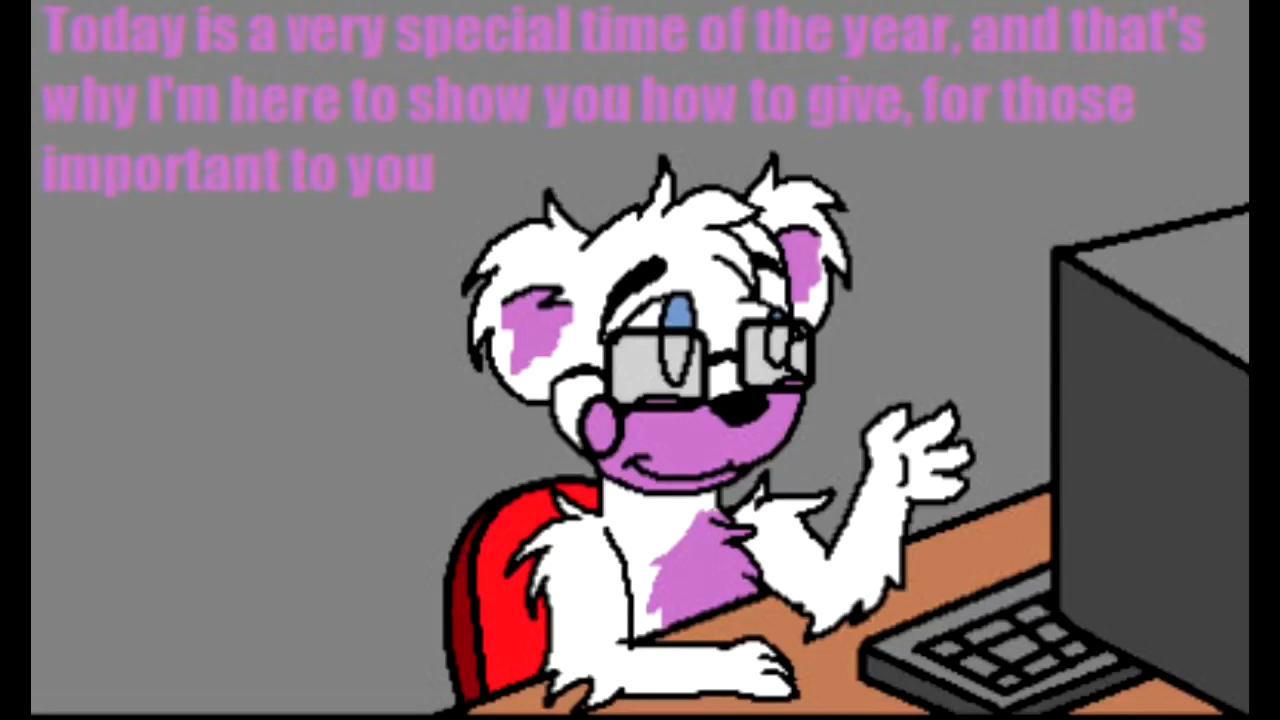 Today is a very special time of the year, and that's
why I'm here to show you how to give, for those
important to you